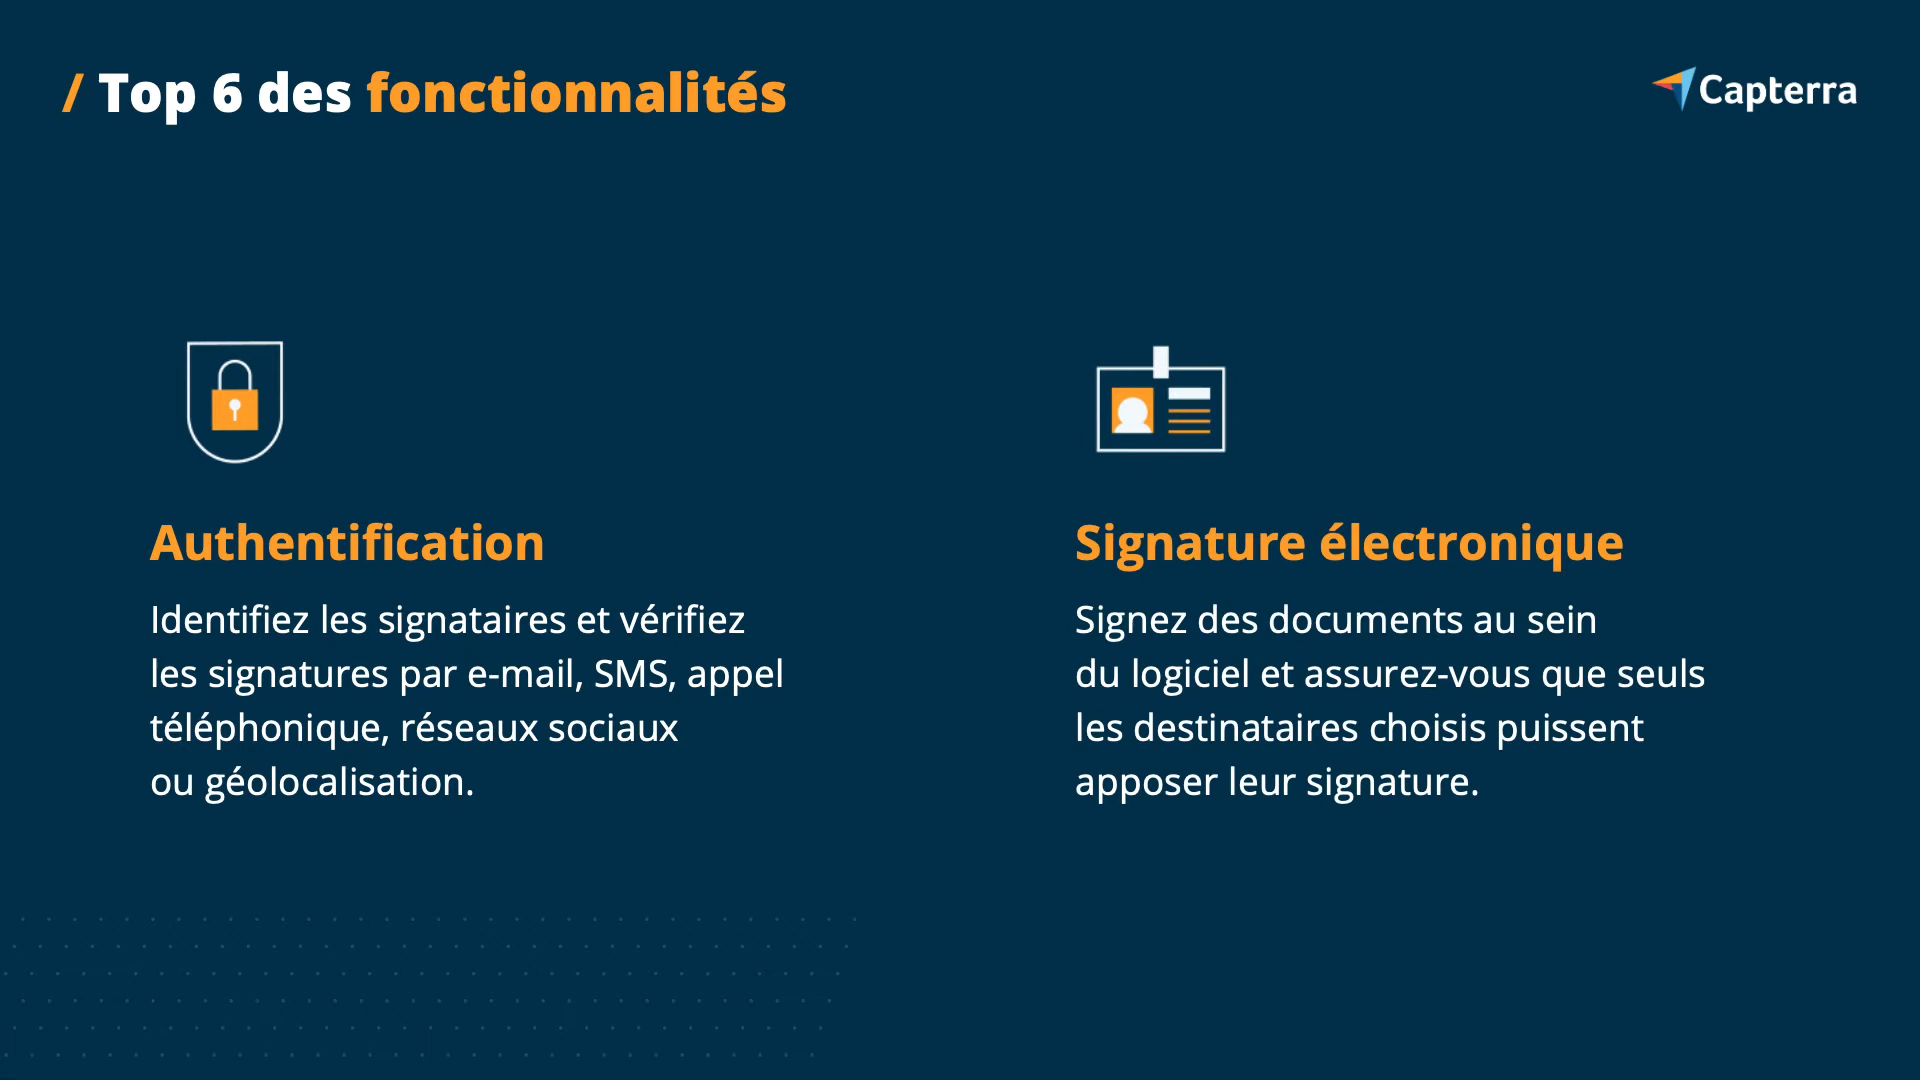 / Top 6 des fonctionnalités
Capterra
Authentification
Identifiez les signataires et vérifiez
les signatures par e-mail, SMS, appel
téléphonique, réseaux sociaux
ou géolocalisation.
Signature électronique
Signez des documents au sein
du logiciel et assurez-vous que seuls
les destinataires choisis puissent
apposer leur signature.